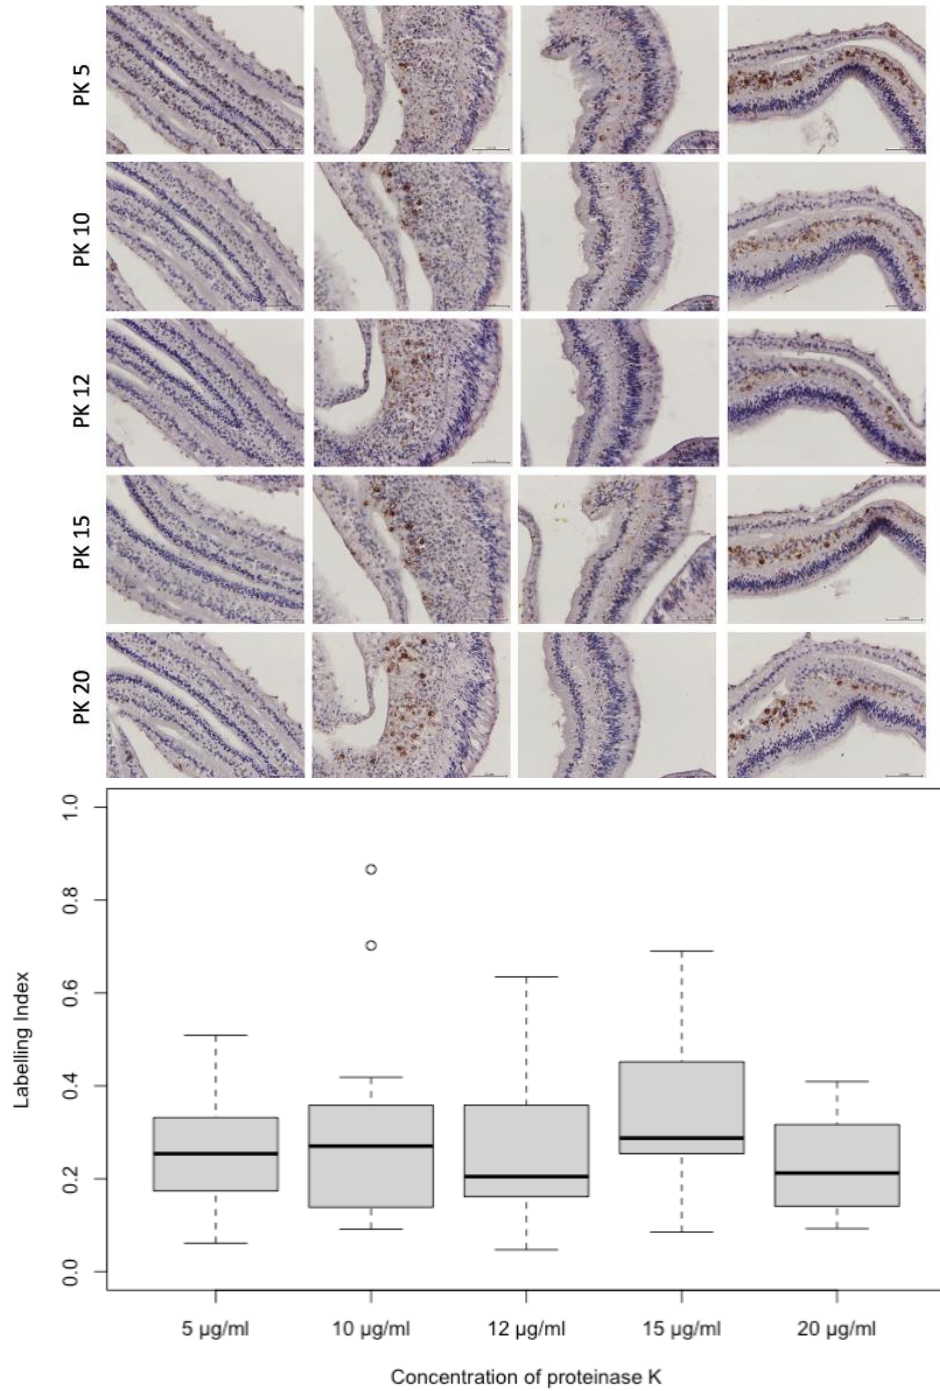 PK 5
PK 10
PK 12
PK 15
PK 20
1.0
0.8
0.6
0.4
0.2
0.0
Labelling Index
5 µg/ml 10 µg/ml 12 µg/ml 15 µg/ml 20 µg/ml
Concentration of proteinase K